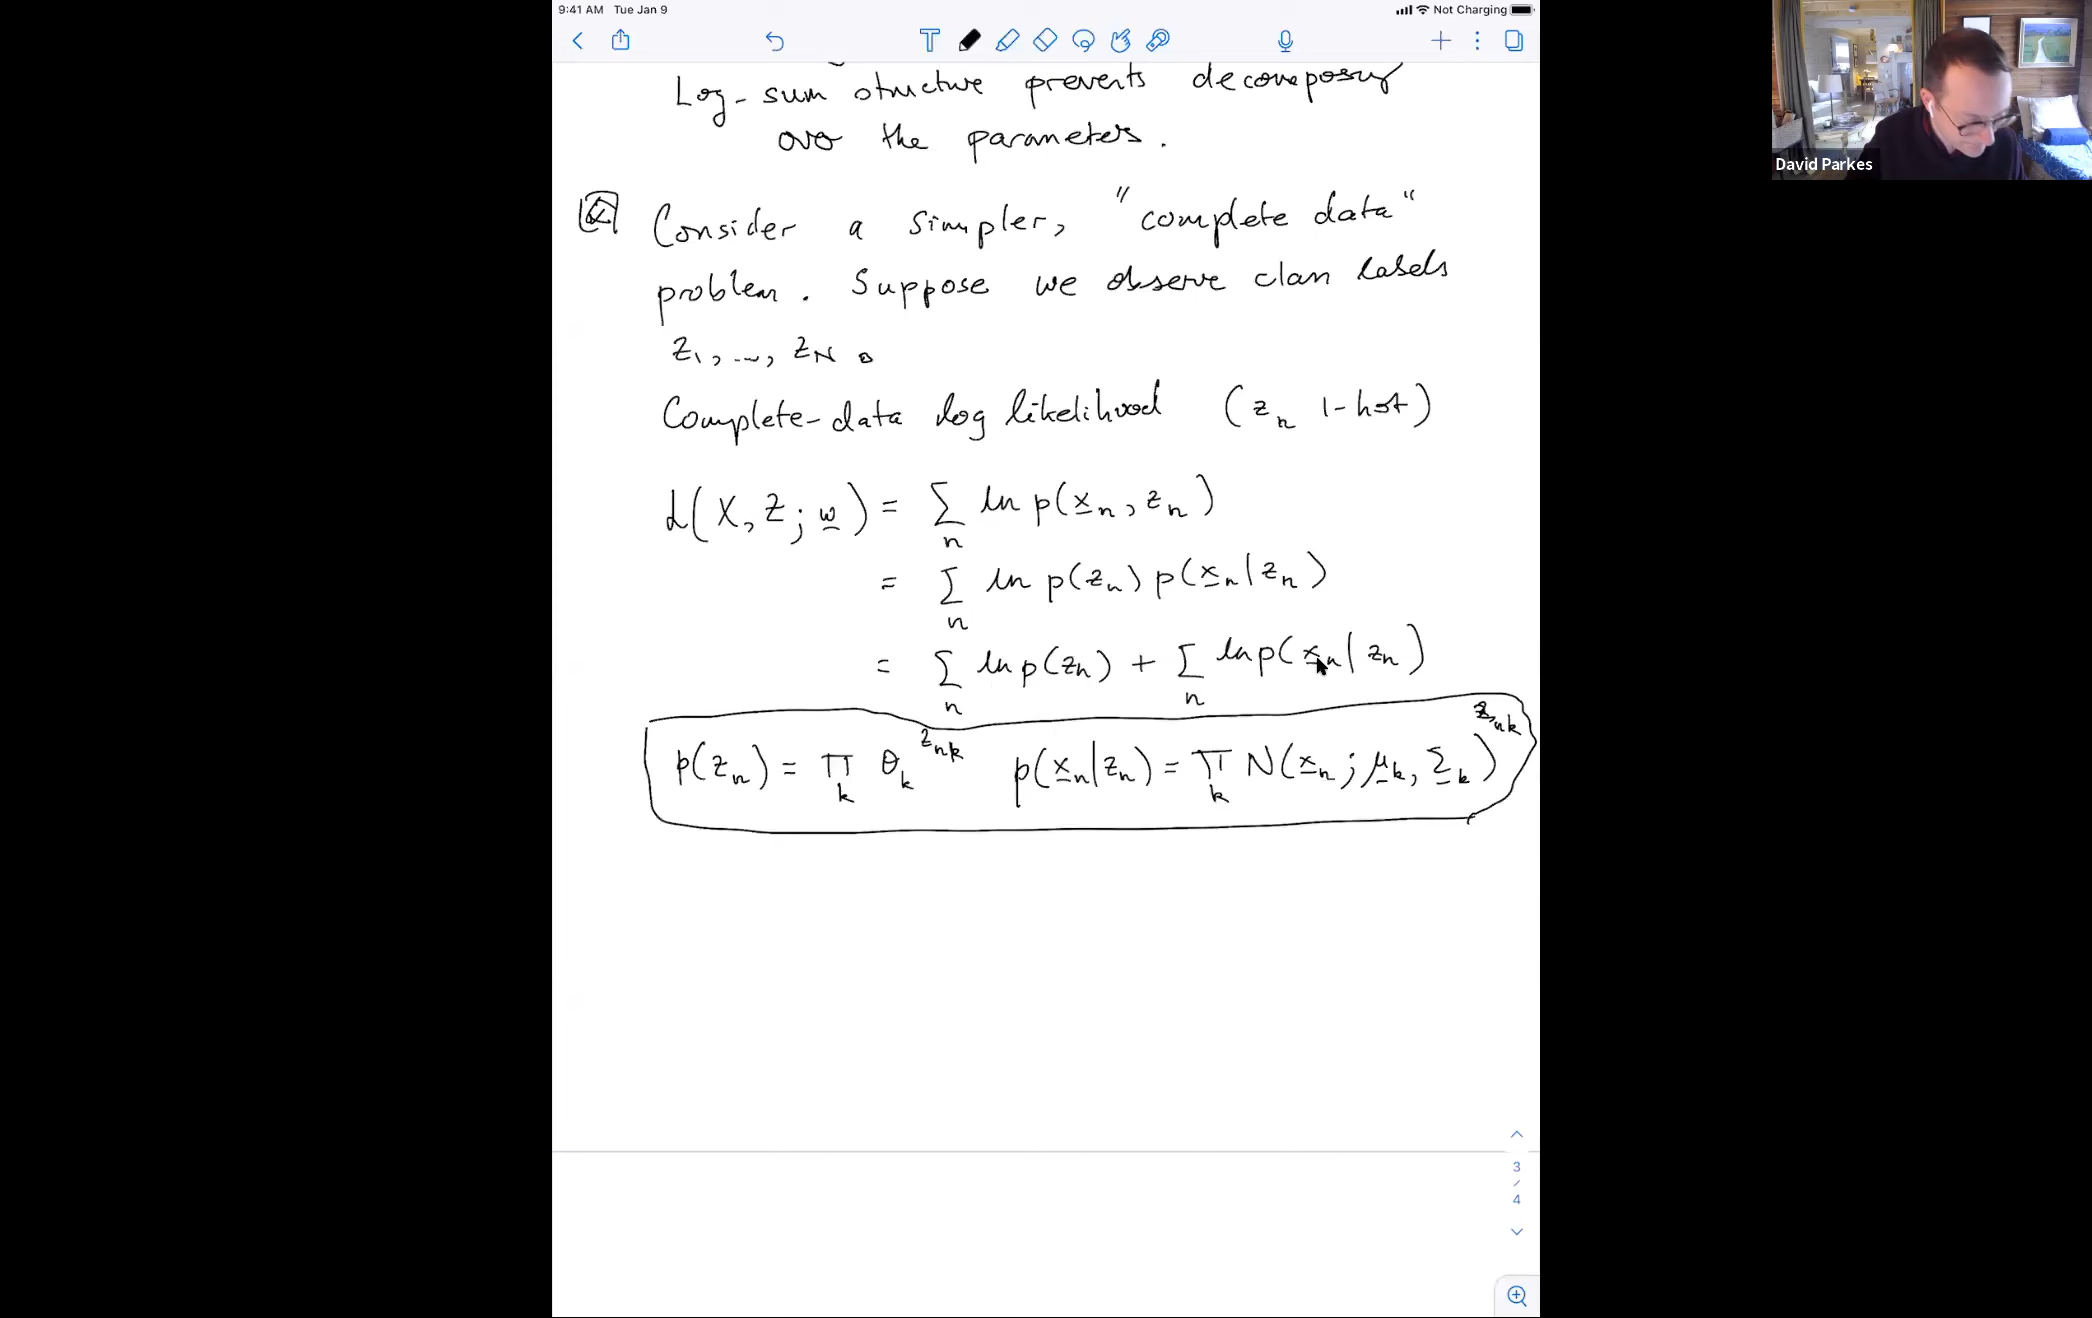 9:41 AM Tue Jan 9
Not Charging
Log-sum structure prevents decomposing
over the parameters.
Consider a simpler, "complete data"
problem. Suppose we observe class labels
z₁, ..., z_N.
Complete-data log likelihood (z_n 1-hot)
L(X, Z; w) = Σ_n ln p(x_n, z_n)
= Σ_n ln p(z_n) p(x_n | z_n)
= Σ_n ln p(z_n) + Σ_n ln p(x_n | z_n)
p(z_n) = Π_k θ_k^{z_nk} p(x_n | z_n) = Π_k N(x_n; μ_k, Σ_k)^{z_nk}
3
/
4
David Parkes